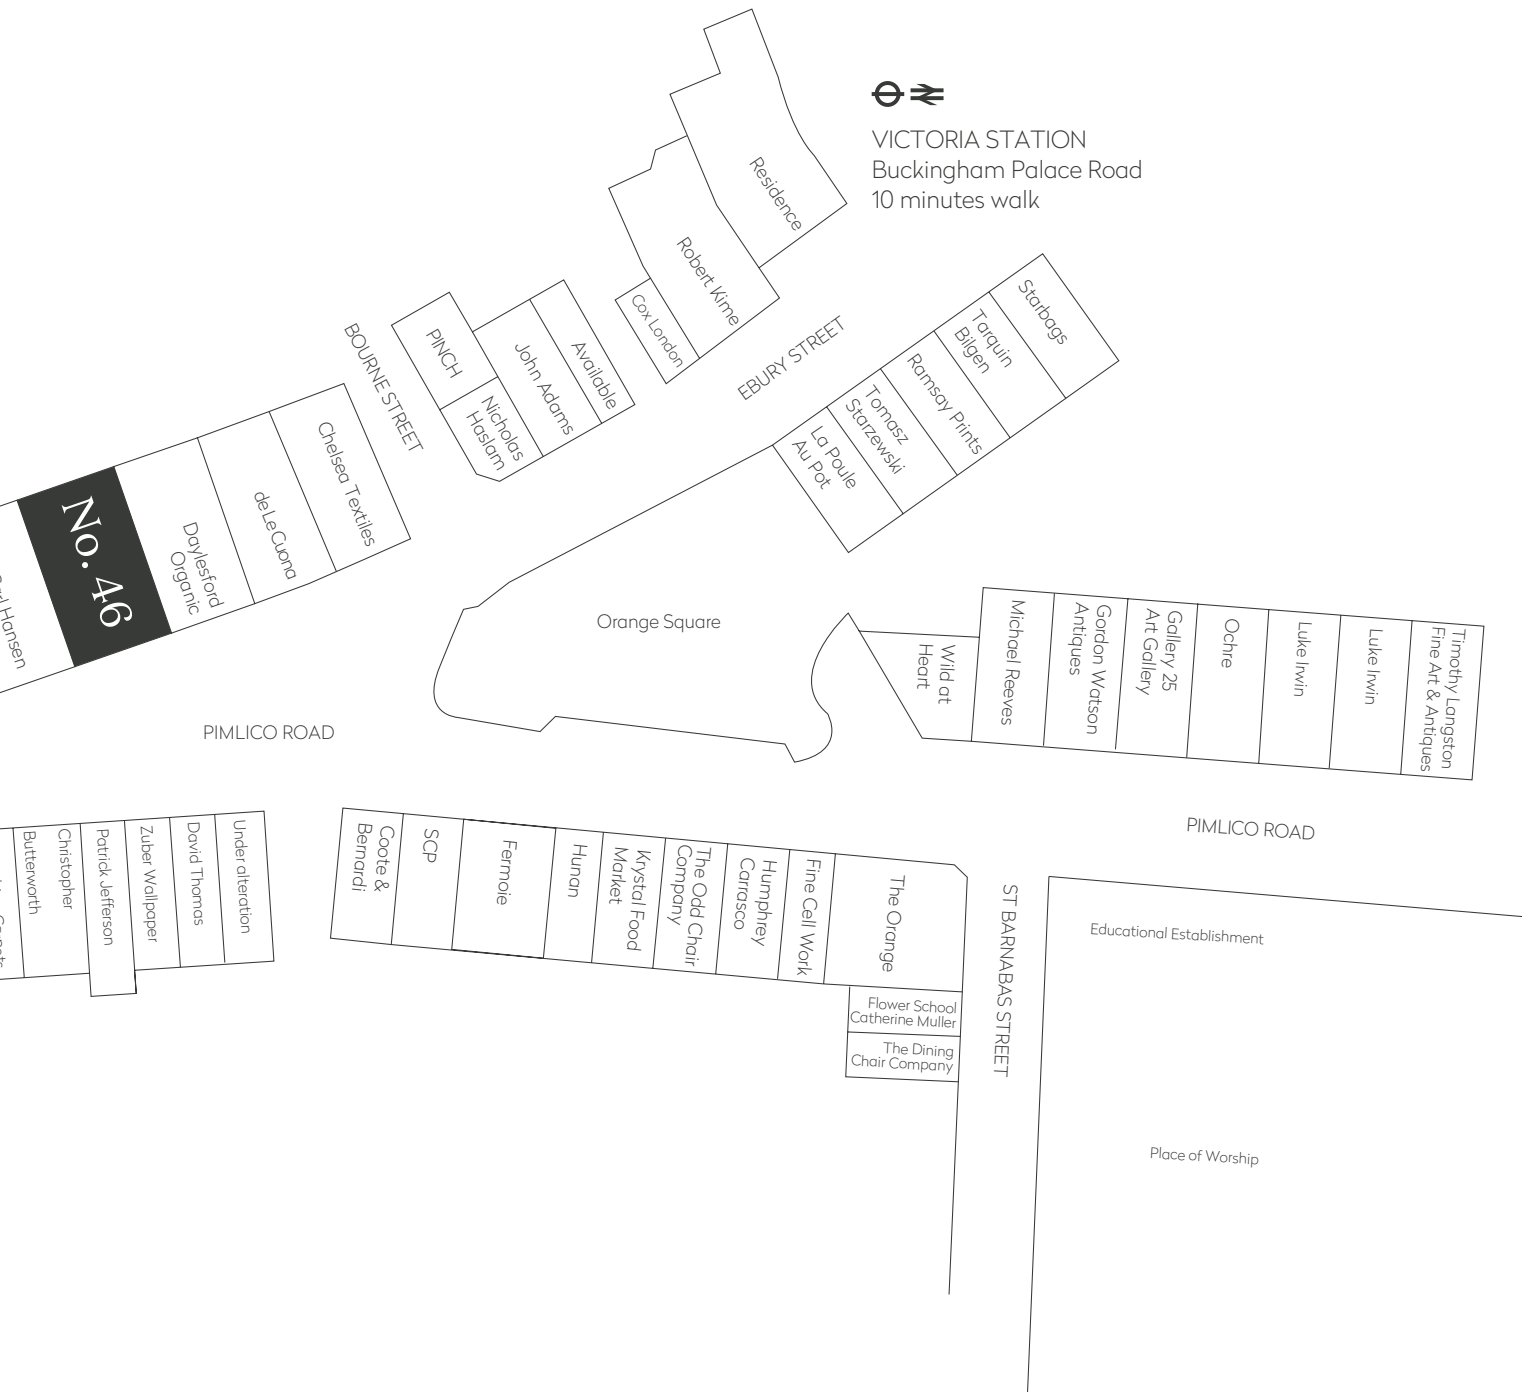 VICTORIA STATION
Buckingham Palace Road
10 minutes walk
Residence
Robert Kime
Cox London
EBURY STREET
Starbags
Tarquin
Bilgen
Ramsay Prints
Tomasz
Starzewski
La Poule
Au Pot
BOURNE STREET
PINCH
Nicholas
Haslam
John Adams
Available
Chelsea Textiles
de Le Cuona
Daylesford
Organic
No. 46
Hansen
Orange Square
PIMLICO ROAD
Wild at
Heart
Michael Reeves
Gordon Watson
Antiques
Gallery 25
Art Gallery
Ochre
Luke Irwin
Luke Irwin
Timothy Langston
Fine Art & Antiques
PIMLICO ROAD
Christopher
Butterworth
Patrick Jefferson
Zuber Wallpaper
David Thomas
Under alteration
Coote &
Bernardi
SCP
Fermoie
Hunan
Krystal Food
Market
The Odd Chair
Company
Humphrey
Carrasco
Fine Cell Work
The Orange
Flower School
Catherine Muller
The Dining
Chair Company
ST BARNABAS STREET
Educational Establishment
Place of Worship